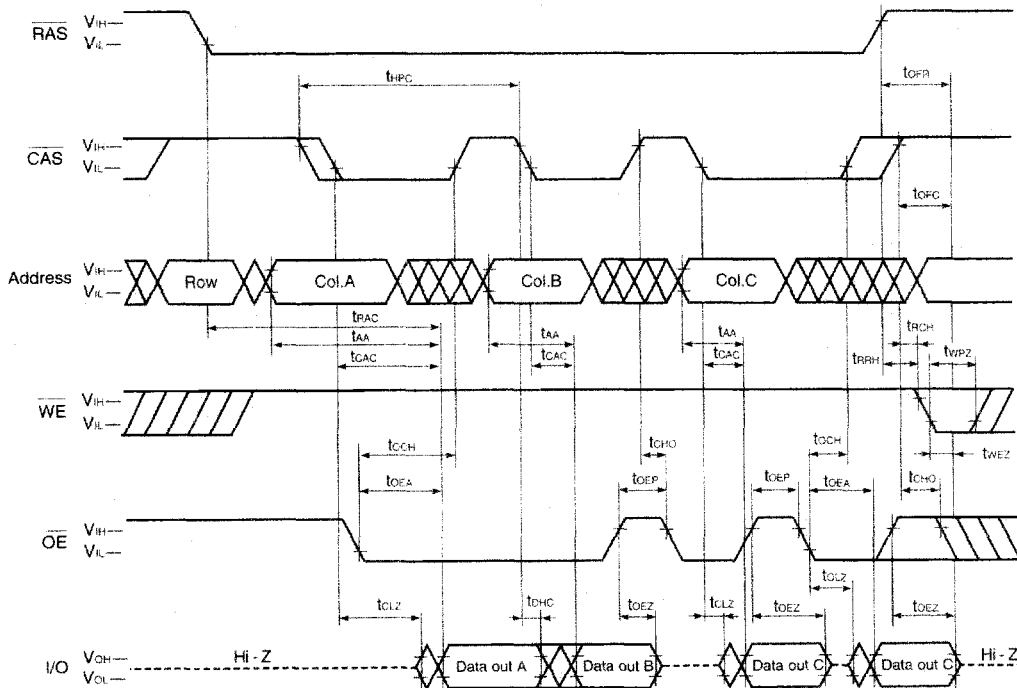 RAS VIH
VIL
tHPC tOFR
CAS VIH
VIL
tOFC
Address VIH
VIL Row Col.A Col.B Col.C
tRAC
tAA tAA tAA tRCH
tCAC tCAC tCAC tRRH tWPZ
WE VIH
VIL
tOCH tCHO tOCH tWEZ
tOEA tOEP tOEP tOEA tCHO
OE VIH
VIL
tCLZ tDHC tOEZ tCLZ tOEZ tOLZ tOEZ
I/O VOH
VOL Hi - Z Data out A Data out B Data out C Data out C Hi - Z